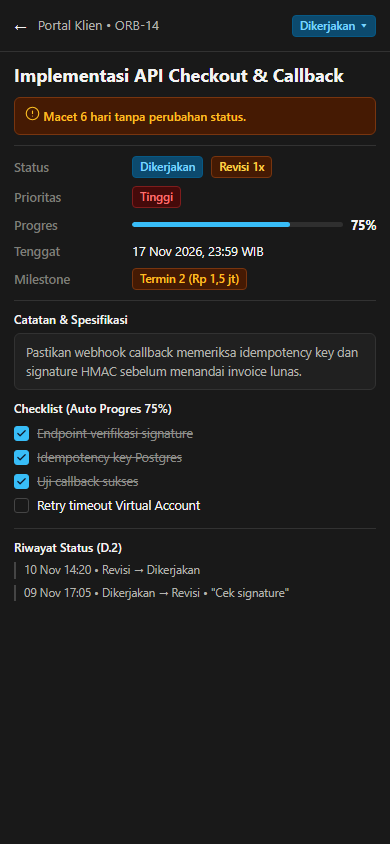 ← Portal Klien • ORB-14
Dikerjakan
Implementasi API Checkout & Callback
Macet 6 hari tanpa perubahan status.
Status Dikerjakan Revisi 1x
Prioritas Tinggi
Progres 75%
Tenggat 17 Nov 2026, 23:59 WIB
Milestone Termin 2 (Rp 1,5 jt)
Catatan & Spesifikasi
Pastikan webhook callback memeriksa idempotency key dan
signature HMAC sebelum menandai invoice lunas.
Checklist (Auto Progres 75%)
Endpoint verifikasi signature
Idempotency key Postgres
Uji callback sukses
Retry timeout Virtual Account
Riwayat Status (D.2)
10 Nov 14:20 • Revisi → Dikerjakan
09 Nov 17:05 • Dikerjakan → Revisi • "Cek signature"